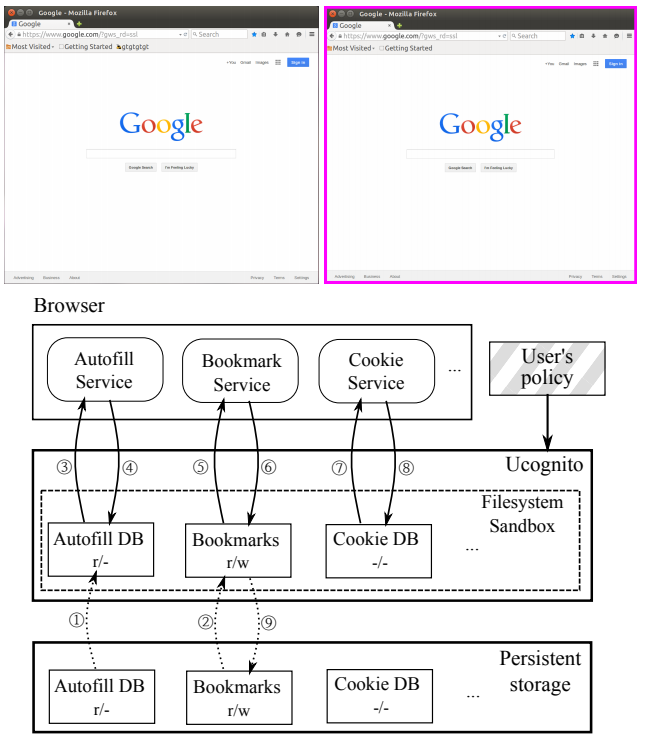 Google - Mozilla Firefox
Google
https://www.google.com/?gws_rd=ssl
Search
Most Visited
Getting Started
gtgtgtgt
+You Gmail Images
Sign in
Google
Google Search
I'm Feeling Lucky
Advertising Business About
Privacy Terms Settings
Google - Mozilla Firefox
Google
https://www.google.com/?gws_rd=ssl
Search
Most Visited
Getting Started
+You Gmail Images
Sign in
Google
Google Search
I'm Feeling Lucky
Advertising Business About
Privacy Terms Settings
Browser
Autofill
Service
Bookmark
Service
Cookie
Service
...
User's
policy
③ ④ ⑤ ⑥ ⑦ ⑧
Ucognito
Filesystem
Sandbox
Autofill DB
r/-
Bookmarks
r/w
Cookie DB
-/-
...
① ② ⑨
Persistent
storage
Autofill DB
r/-
Bookmarks
r/w
Cookie DB
-/-
...